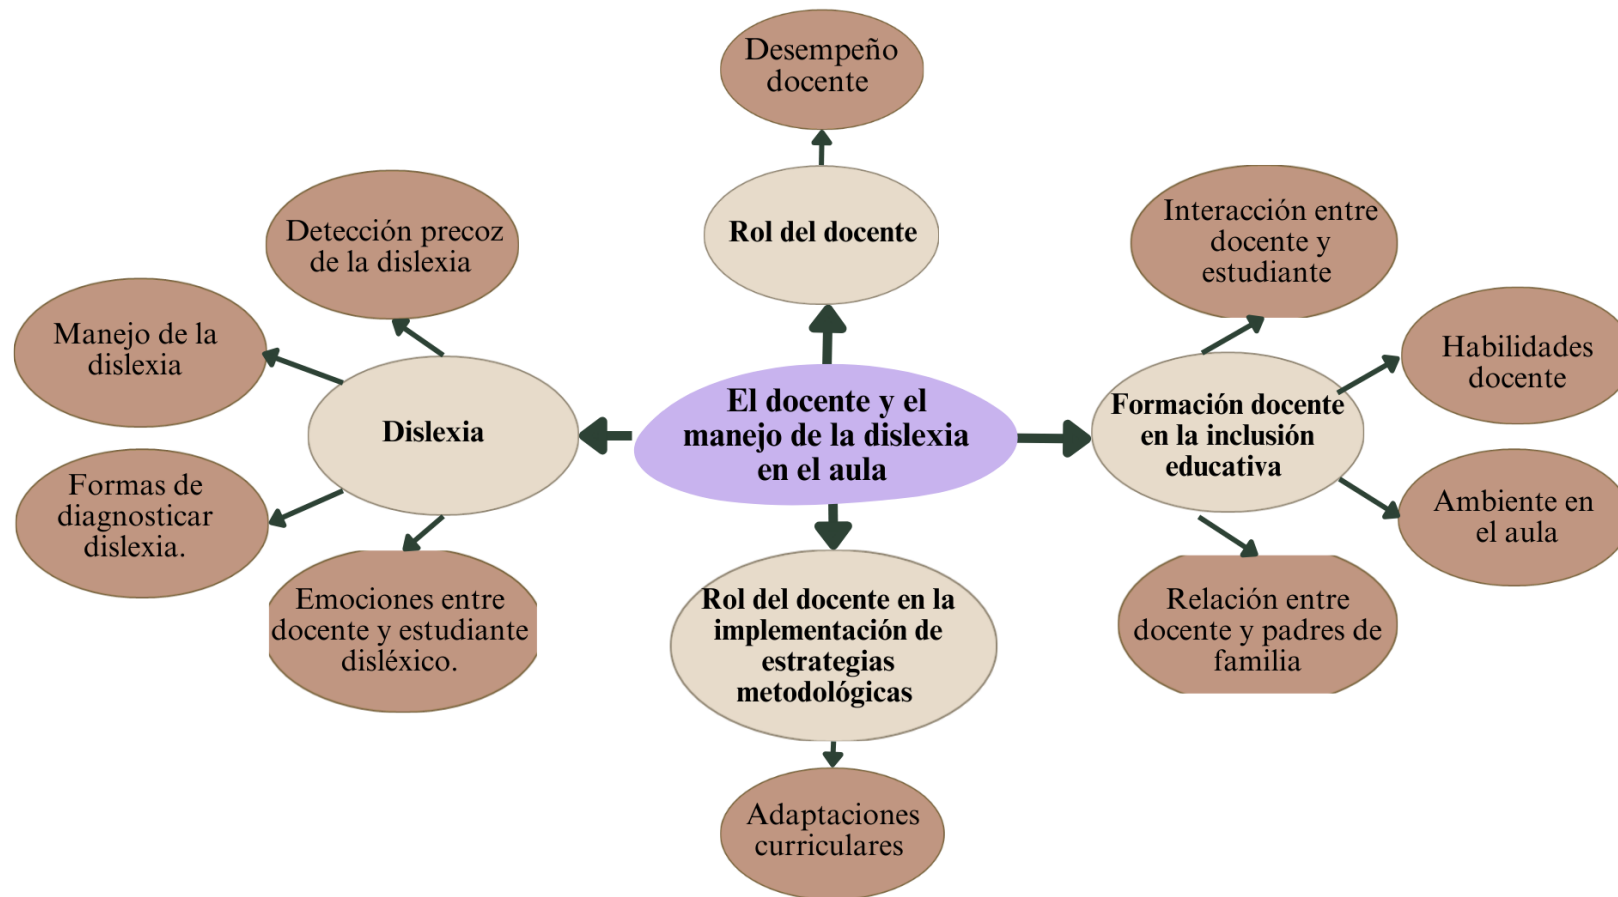 Desempeño
docente
Rol del docente
Detección precoz
de la dislexia
Manejo de la
dislexia
Dislexia
Formas de
diagnosticar
dislexia.
Emociones entre
docente y estudiante
disléxico.
El docente y el
manejo de la dislexia
en el aula
Interacción entre
docente y
estudiante
Habilidades
docente
Formación docente
en la inclusión
educativa
Ambiente en
el aula
Relación entre
docente y padres de
familia
Rol del docente en la
implementación de
estrategias
metodológicas
Adaptaciones
curriculares